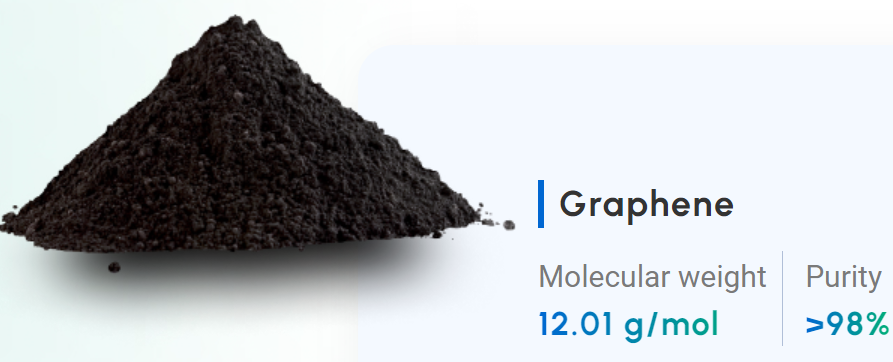 Graphene
Molecular weight
Purity
12.01 g/mol
>98%